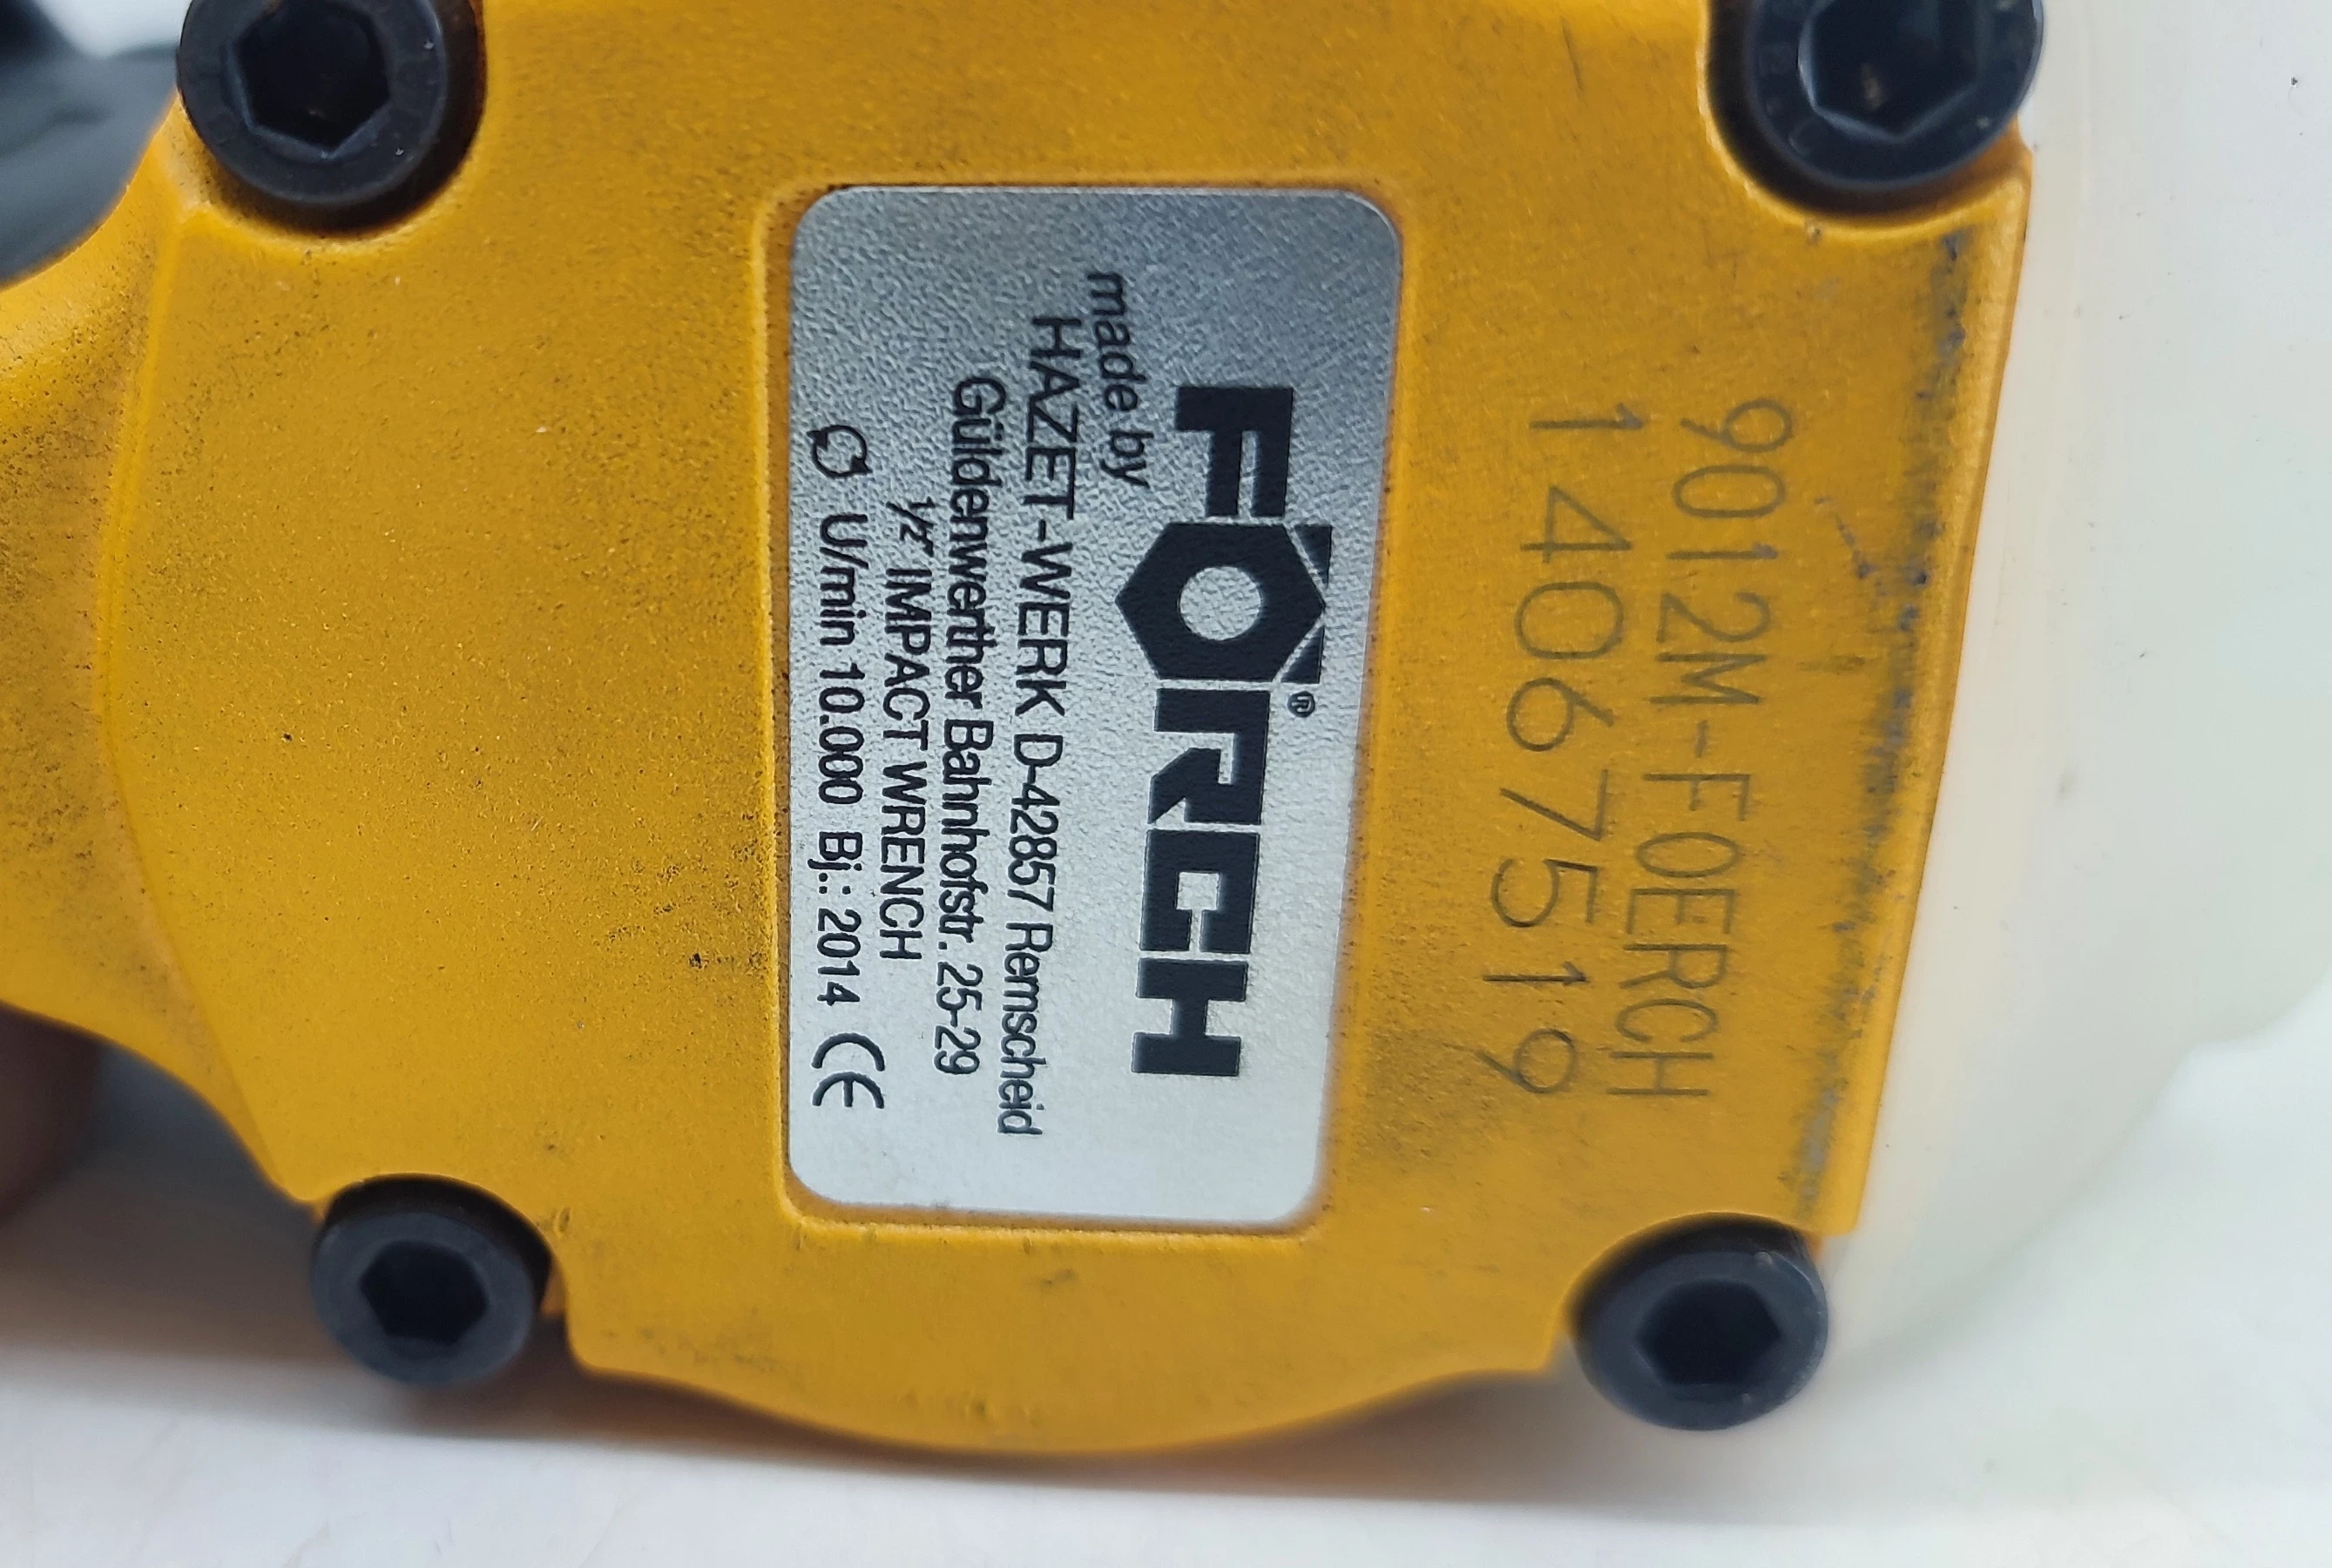 9012M-FOERCH
14067519
FÖRCH®
made by
HAZET-WERK D-42857 Remscheid
Güldenwerther Bahnhofstr. 25-29
½" IMPACT WRENCH
U/min 10.000 Bj.: 2014 CE